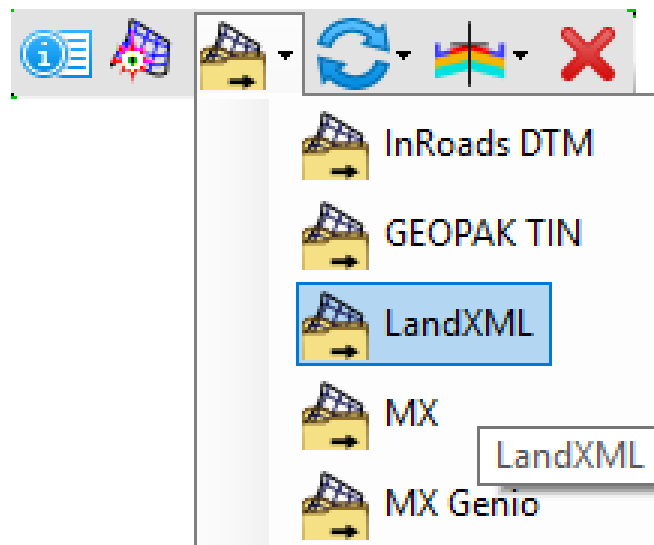 InRoads DTM
GEOPAK TIN
LandXML
MX
LandXML
MX Genio